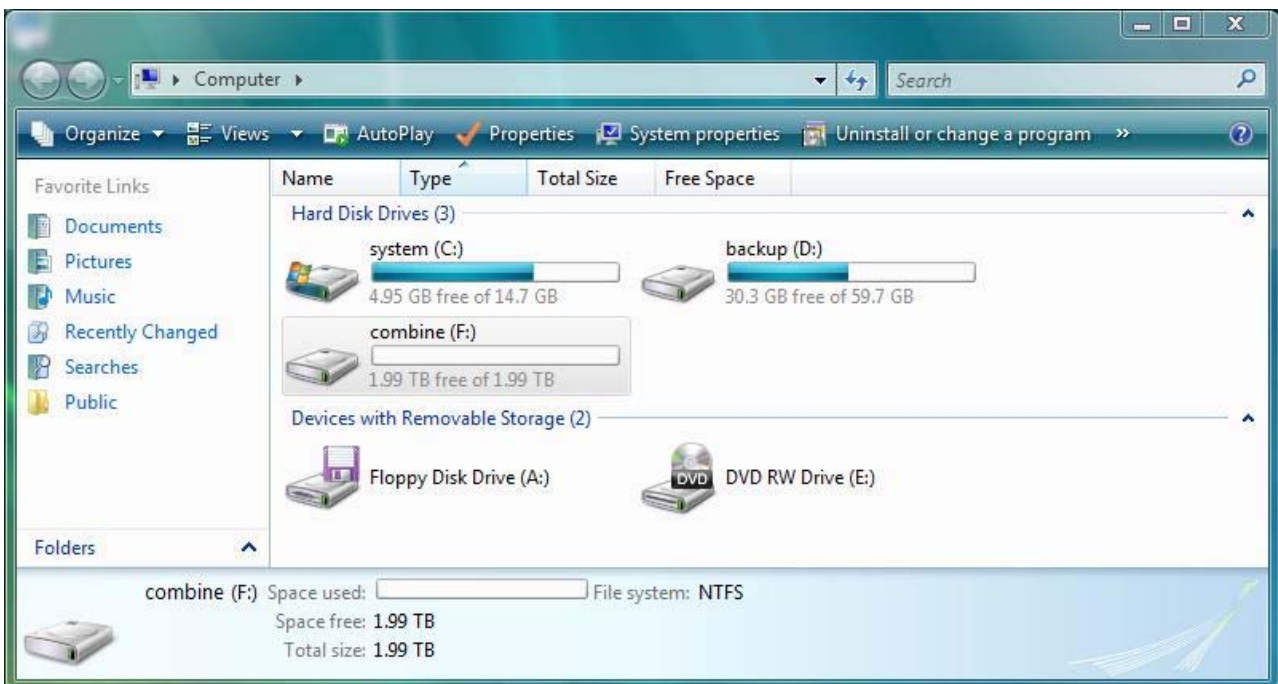 Computer
Search
Organize Views AutoPlay Properties System properties Uninstall or change a program »
Favorite Links
Documents
Pictures
Music
Recently Changed
Searches
Public
Folders
Name Type Total Size Free Space
Hard Disk Drives (3)
system (C:)
4.95 GB free of 14.7 GB
backup (D:)
30.3 GB free of 59.7 GB
combine (F:)
1.99 TB free of 1.99 TB
Devices with Removable Storage (2)
Floppy Disk Drive (A:)
DVD
DVD RW Drive (E:)
combine (F:) Space used: File system: NTFS
Space free: 1.99 TB
Total size: 1.99 TB